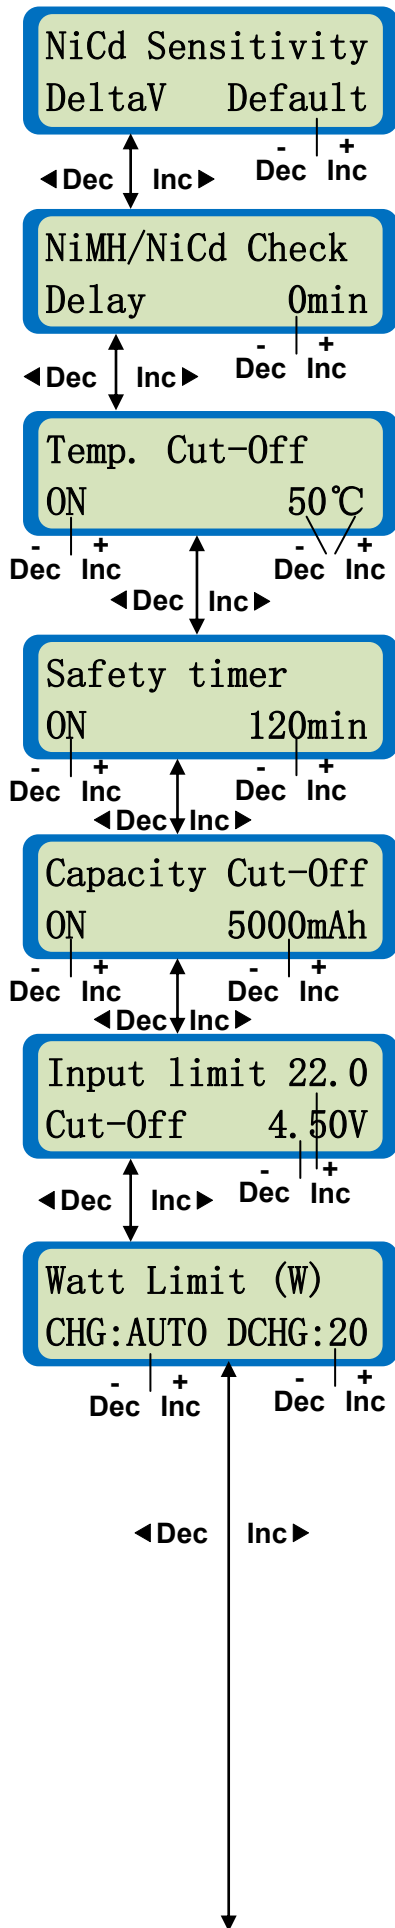 NiCd Sensitivity
DeltaV Default
- +
Dec Inc
◄Dec Inc►
NiMH/NiCd Check
Delay 0min
- +
Dec Inc
◄Dec Inc►
Temp. Cut-Off
ON 50℃
- + - +
Dec Inc Dec Inc
◄Dec Inc►
Safety timer
ON 120min
- + - +
Dec Inc Dec Inc
◄Dec Inc►
Capacity Cut-Off
ON 5000mAh
- + - +
Dec Inc Dec Inc
◄Dec Inc►
Input limit 22.0
Cut-Off 4.50V
- +
Dec Inc
◄Dec Inc►
Watt Limit (W)
CHG:AUTO DCHG:20
- + - +
Dec Inc Dec Inc
◄Dec Inc►